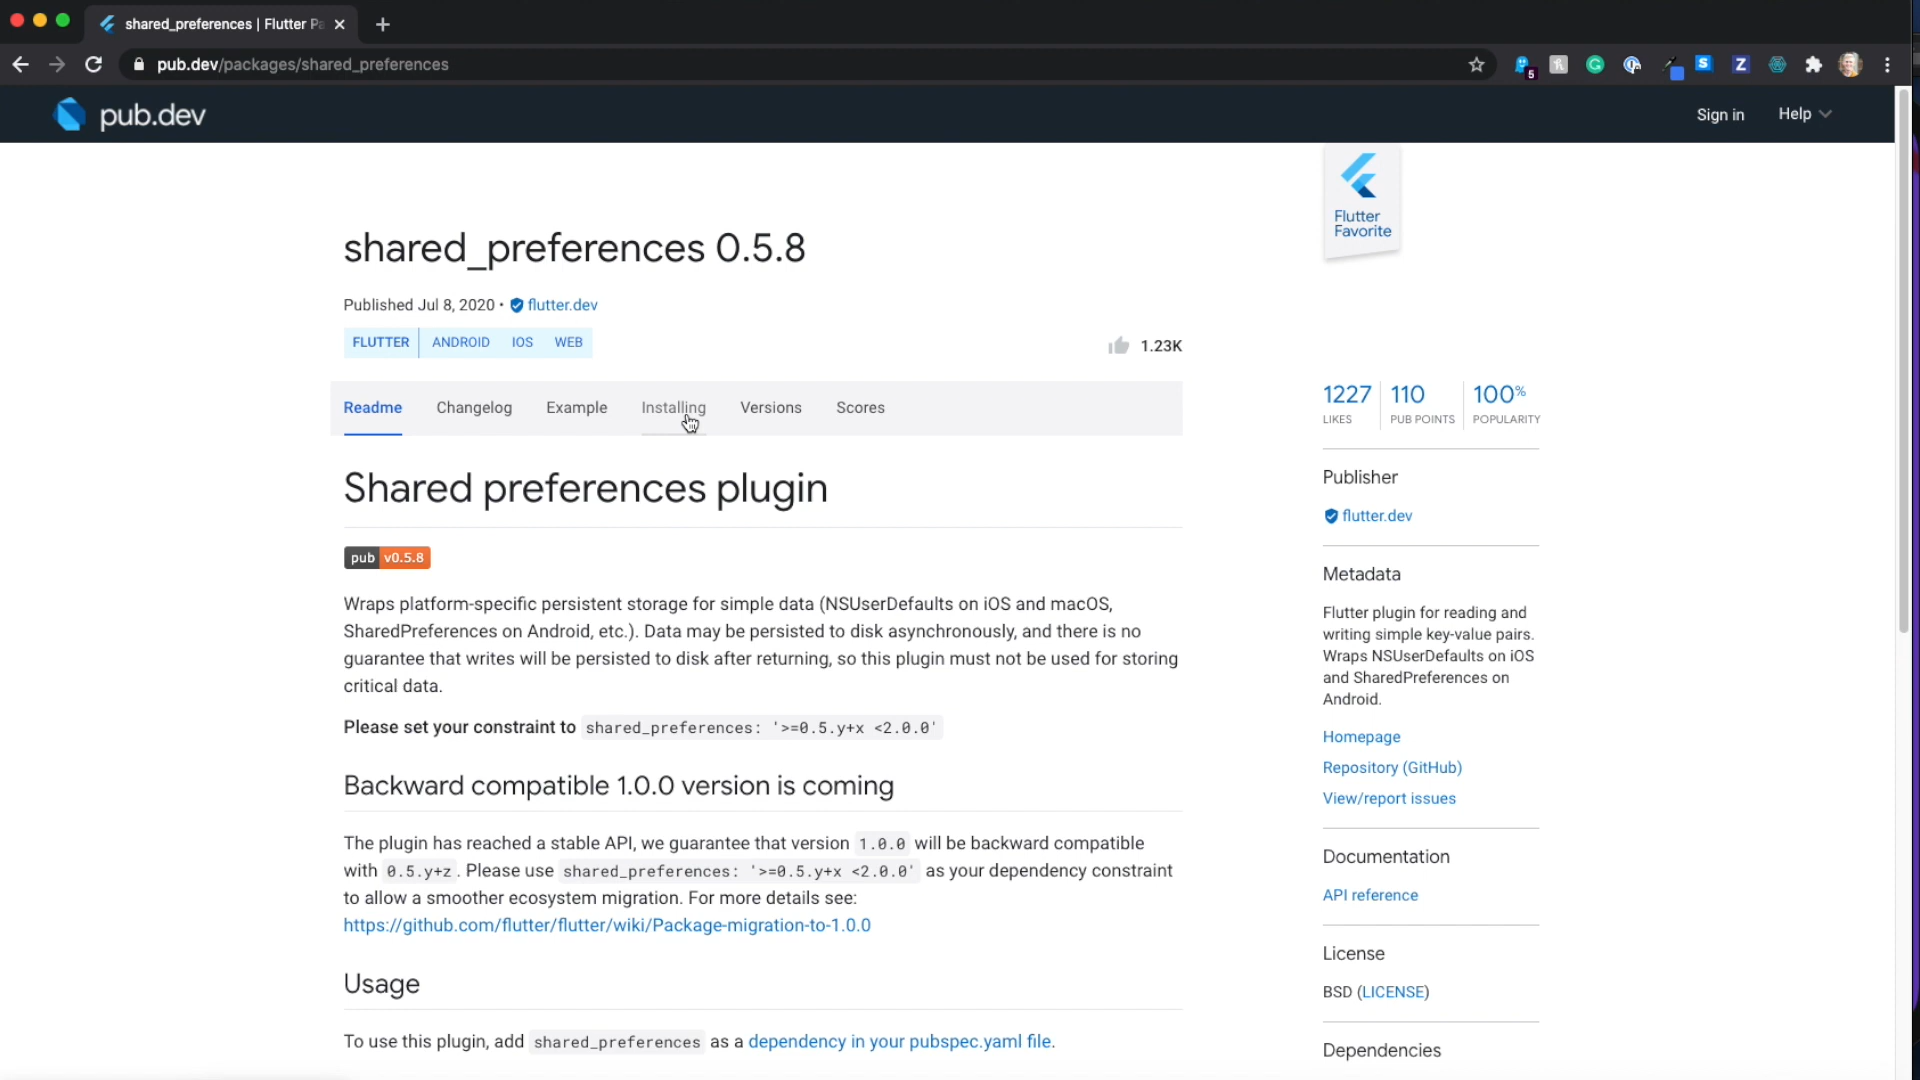 shared_preferences | Flutter Pa
pub.dev/packages/shared_preferences
5
S
Z
pub.dev
Sign in
Help
Flutter
Favorite
shared_preferences 0.5.8
Published Jul 8, 2020 • flutter.dev
FLUTTER ANDROID IOS WEB
1.23K
Readme Changelog Example Installing Versions Scores
1227 110 100%
LIKES PUB POINTS POPULARITY
Shared preferences plugin
pub v0.5.8
Wraps platform-specific persistent storage for simple data (NSUserDefaults on iOS and macOS,
SharedPreferences on Android, etc.). Data may be persisted to disk asynchronously, and there is no
guarantee that writes will be persisted to disk after returning, so this plugin must not be used for storing
critical data.
Please set your constraint to shared_preferences: '>=0.5.y+x <2.0.0'
Backward compatible 1.0.0 version is coming
The plugin has reached a stable API, we guarantee that version 1.0.0 will be backward compatible
with 0.5.y+z . Please use shared_preferences: '>=0.5.y+x <2.0.0' as your dependency constraint
to allow a smoother ecosystem migration. For more details see:
https://github.com/flutter/flutter/wiki/Package-migration-to-1.0.0
Usage
To use this plugin, add shared_preferences as a dependency in your pubspec.yaml file.
Publisher
flutter.dev
Metadata
Flutter plugin for reading and
writing simple key-value pairs.
Wraps NSUserDefaults on iOS
and SharedPreferences on
Android.
Homepage
Repository (GitHub)
View/report issues
Documentation
API reference
License
BSD (LICENSE)
Dependencies